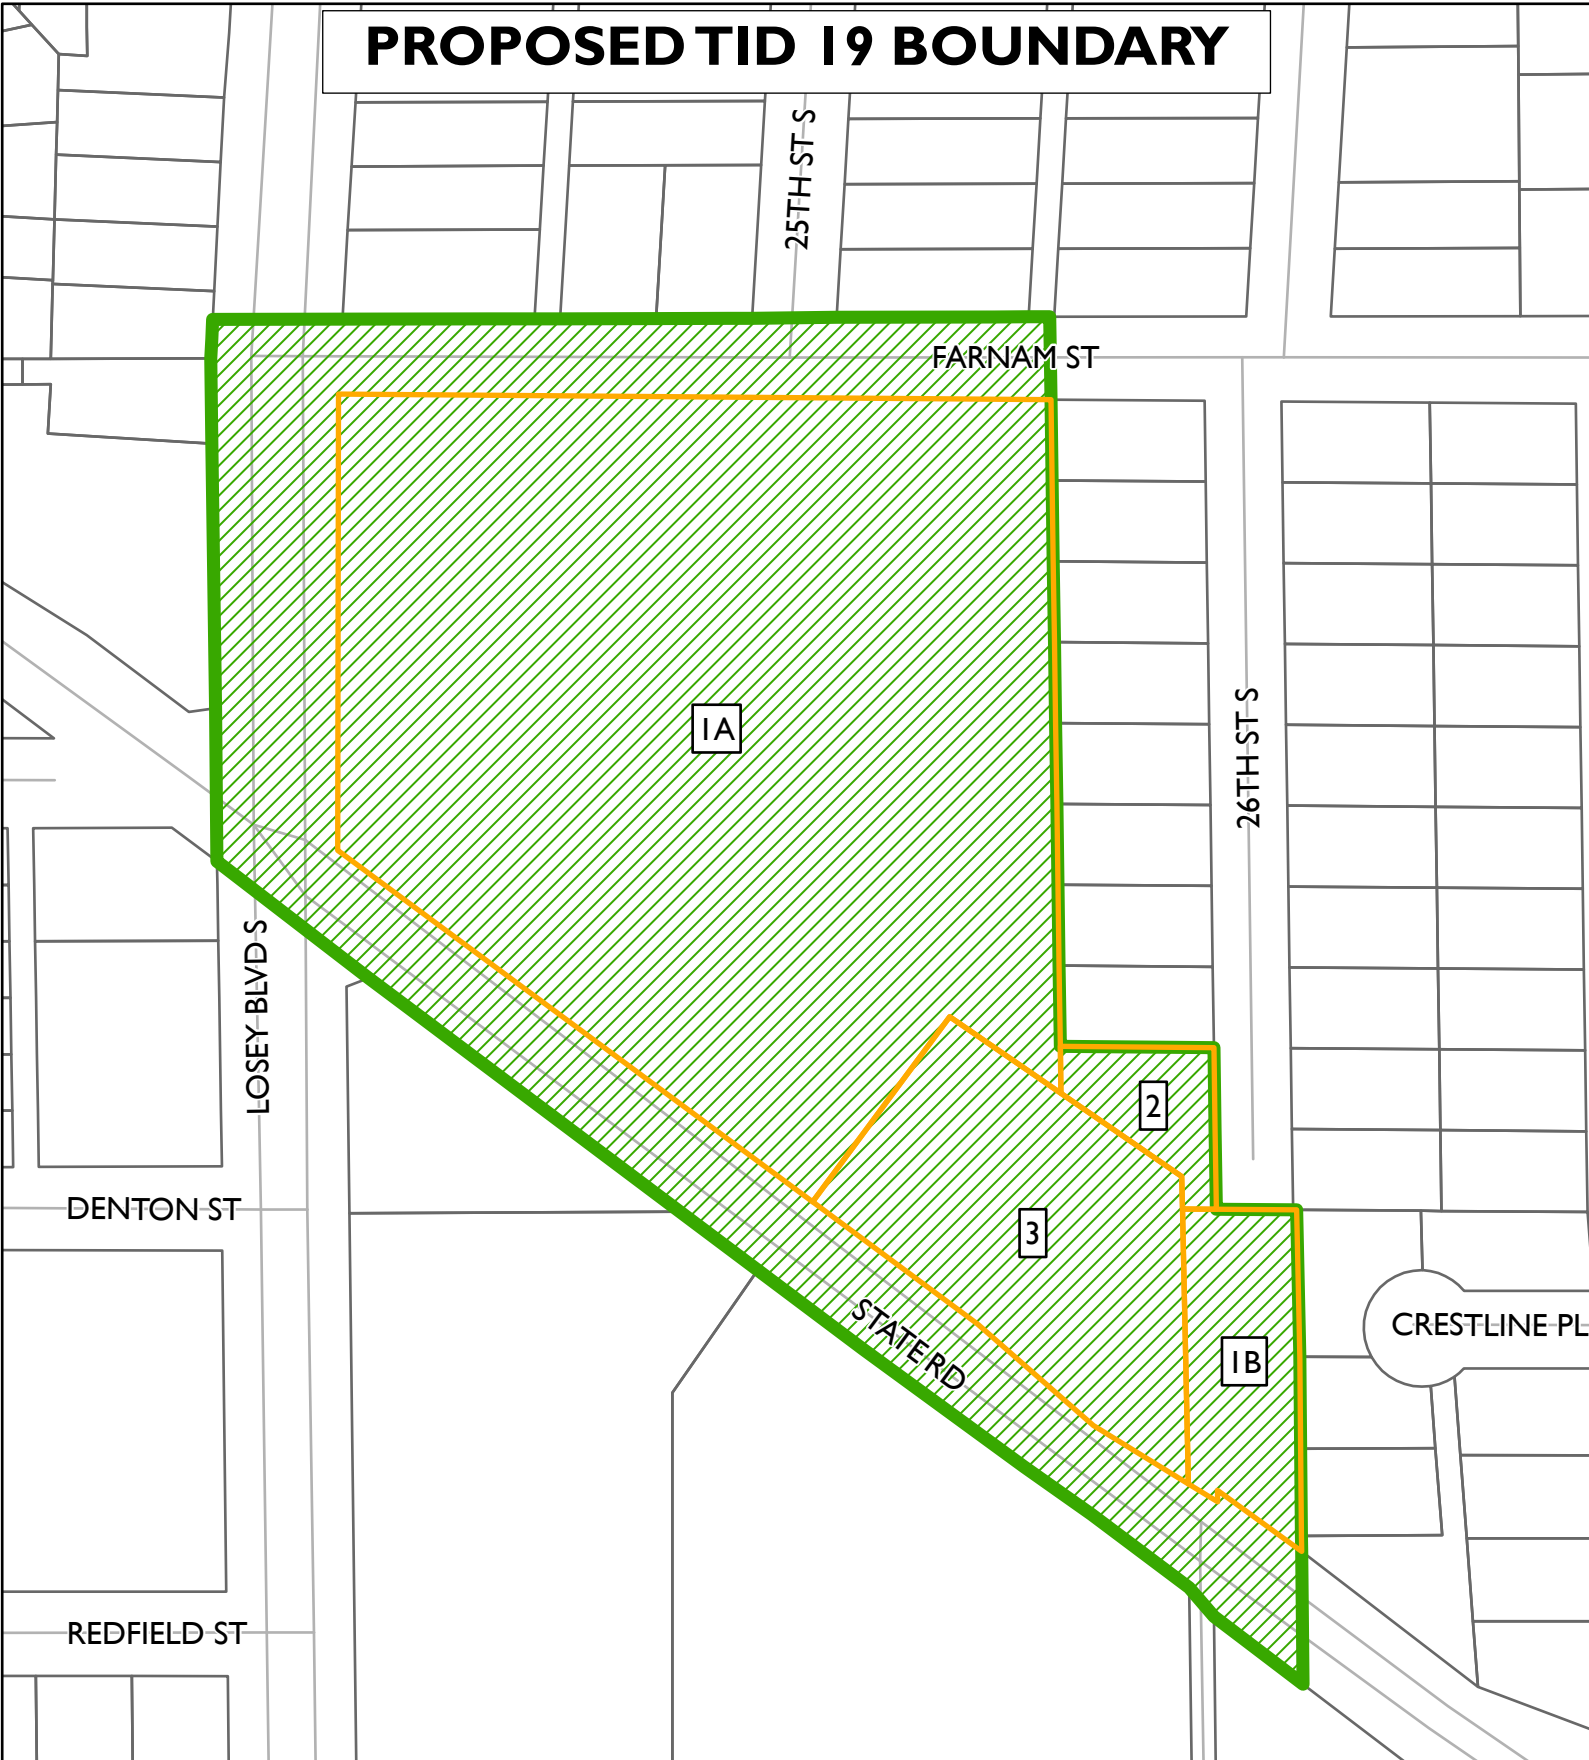 PROPOSED TID 19 BOUNDARY
25TH ST S
FARNAM ST
1A
26TH ST S
LOSEY BLVD S
2
DENTON ST
3
STATE RD
CRESTLINE PL
1B
REDFIELD ST